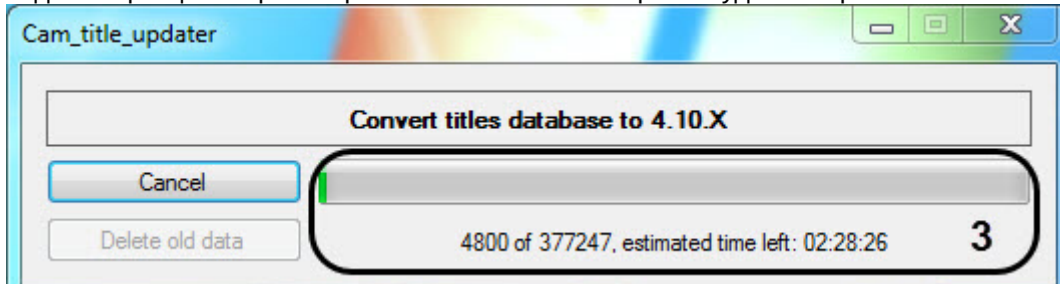 Cam_title_updater
Convert titles database to 4.10.X
Cancel
Delete old data
4800 of 377247, estimated time left: 02:28:26
3